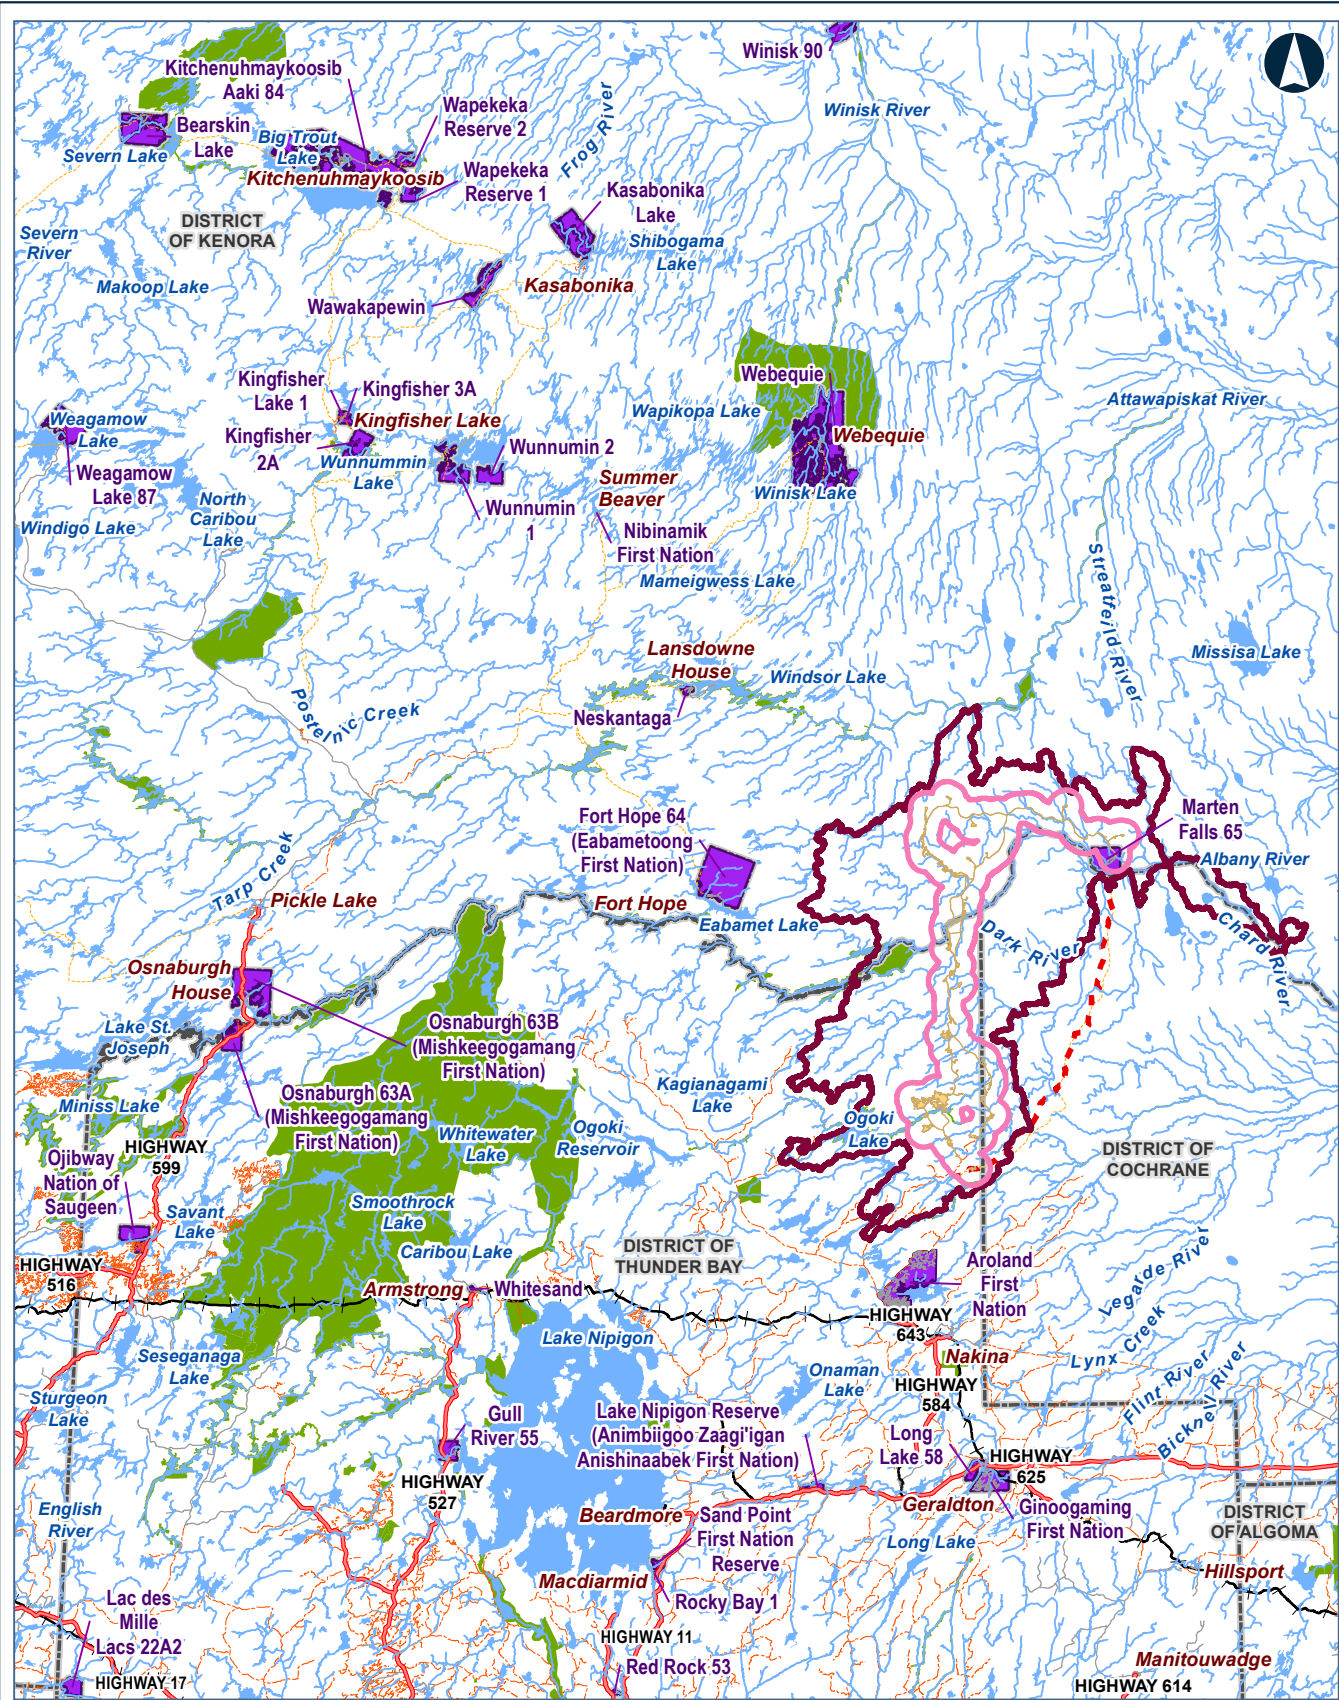 Winisk 90
Kitchenuhmaykoosib
Aaki 84
Wapekeka
Reserve 2
Winisk River
Bearskin
Lake
Big Trout
Lake
Severn Lake
Frog River
Kitchenuhmaykoosib
Wapekeka
Reserve 1
Kasabonika
Lake
DISTRICT
OF KENORA
Severn
River
Shibogama
Lake
Makoop Lake
Kasabonika
Wawakapewin
Kingfisher
Lake 1
Kingfisher 3A
Webequie
Attawapiskat River
Weagamow
Lake
Kingfisher Lake
Wapikopa Lake
Kingfisher
2A
Webequie
Wunnumin 2
Wunnummin
Lake
Weagamow
Lake 87
Summer
Beaver
Winisk Lake
North
Caribou
Lake
Wunnumin
1
Windigo Lake
Nibinamik
First Nation
Mameigwess Lake
Streatfeild River
Lansdowne
House
Missisa Lake
Windsor Lake
Postelnic Creek
Neskantaga
Fort Hope 64
(Eabametoong
First Nation)
Marten
Falls 65
Tarp Creek
Albany River
Pickle Lake
Fort Hope
Eabamet Lake
Dark River
Chard River
Osnaburgh
House
Lake St.
Joseph
Osnaburgh 63B
(Mishkeegogamang
First Nation)
Osnaburgh 63A
(Mishkeegogamang
First Nation)
Kagianagami
Lake
Miniss Lake
Ogoki
Lake
HIGHWAY
599
Whitewater
Lake
Ogoki
Reservoir
DISTRICT OF
COCHRANE
Ojibway
Nation of
Saugeen
Savant
Lake
Smoothrock
Lake
Caribou Lake
DISTRICT OF
THUNDER BAY
HIGHWAY
516
Aroland
First
Nation
Legarde River
Armstrong
Whitesand
HIGHWAY
643
Lake Nipigon
Seseganaga
Lake
Nakina
Lynx Creek
Onaman
Lake
HIGHWAY
584
Flint River
Bicknell River
Sturgeon
Lake
Gull
River 55
Lake Nipigon Reserve
(Animbiigoo Zaagi'igan
Anishinaabek First Nation)
Long
Lake 58
HIGHWAY
625
HIGHWAY
527
Geraldton
Ginoogaming
First Nation
English
River
Beardmore
Sand Point
First Nation
Reserve
DISTRICT
OF ALGOMA
Long Lake
Macdiarmid
Hillsport
Rocky Bay 1
Lac des
Mille
Lacs 22A2
HIGHWAY 11
Red Rock 53
Manitouwadge
HIGHWAY 17
HIGHWAY 614